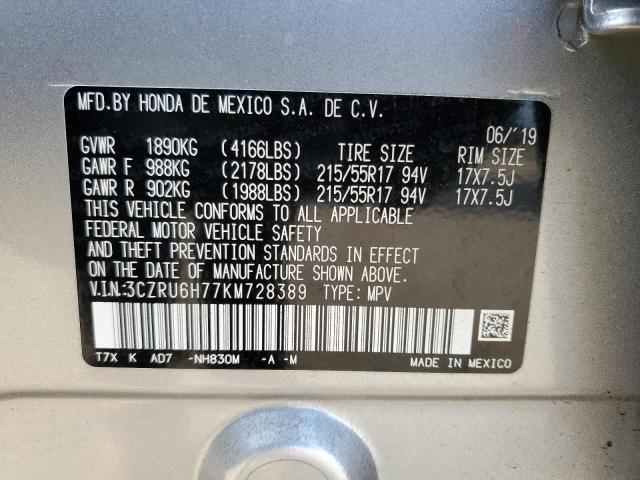 MFD.BY HONDA DE MEXICO S.A. DE C.V.
06/'19
GVWR 1890KG (4166LBS) TIRE SIZE RIM SIZE
GAWR F 988KG (2178LBS) 215/55R17 94V 17X7.5J
GAWR R 902KG (1988LBS) 215/55R17 94V 17X7.5J
THIS VEHICLE CONFORMS TO ALL APPLICABLE
FEDERAL MOTOR VEHICLE SAFETY
AND THEFT PREVENTION STANDARDS IN EFFECT
ON THE DATE OF MANUFACTURE SHOWN ABOVE.
V.I.N:3CZRU6H77KM728389 TYPE: MPV
T7X K AD7 -NH830M -A -M
MADE IN MEXICO